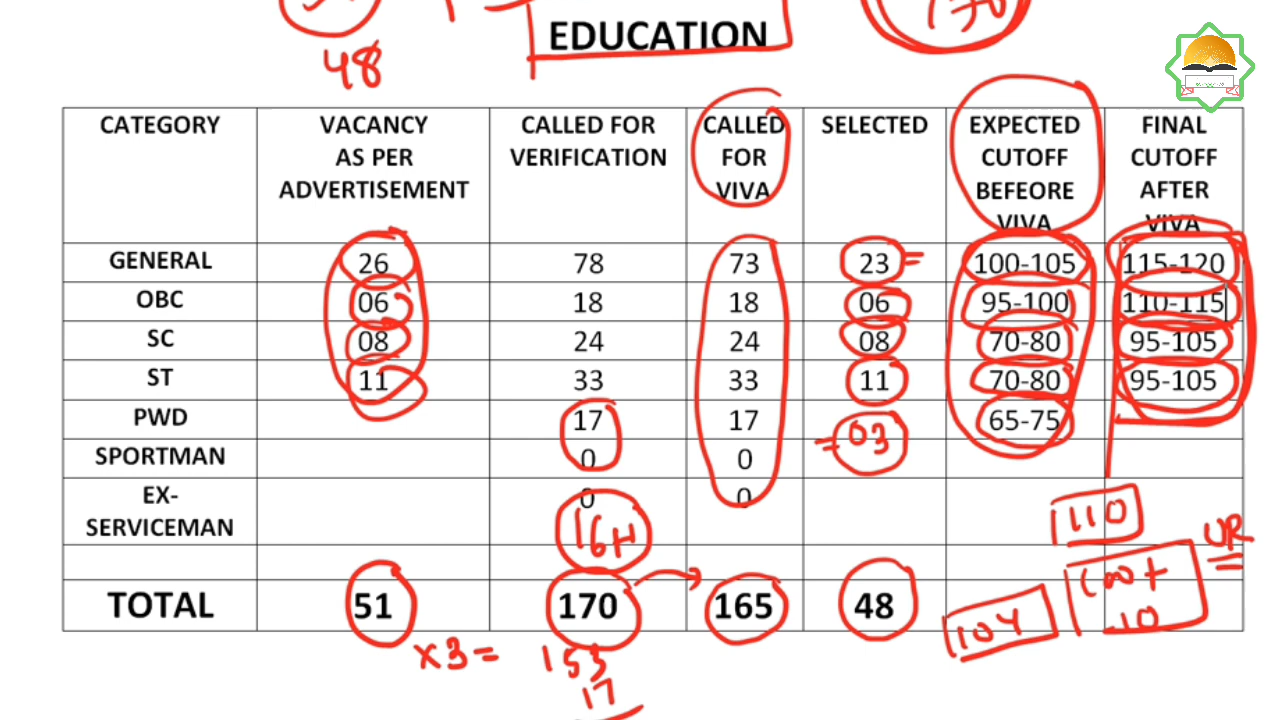 EDUCATION
48
CATEGORY VACANCY AS PER ADVERTISEMENT CALLED FOR VERIFICATION CALLED FOR VIVA SELECTED EXPECTED CUTOFF BEFEORE VIVA FINAL CUTOFF AFTER VIVA
GENERAL 26 78 73 23 = 100-105 115-120
OBC 06 18 18 06 95-100 110-115
SC 08 24 24 08 70-80 95-105
ST 11 33 33 11 70-80 95-105
PWD 17 17 = 03 65-75
SPORTMAN 0 0
EX-SERVICEMAN 0 0
16H
110
UR
100+
10
104
TOTAL 51 170 165 48
x3 = 153
17